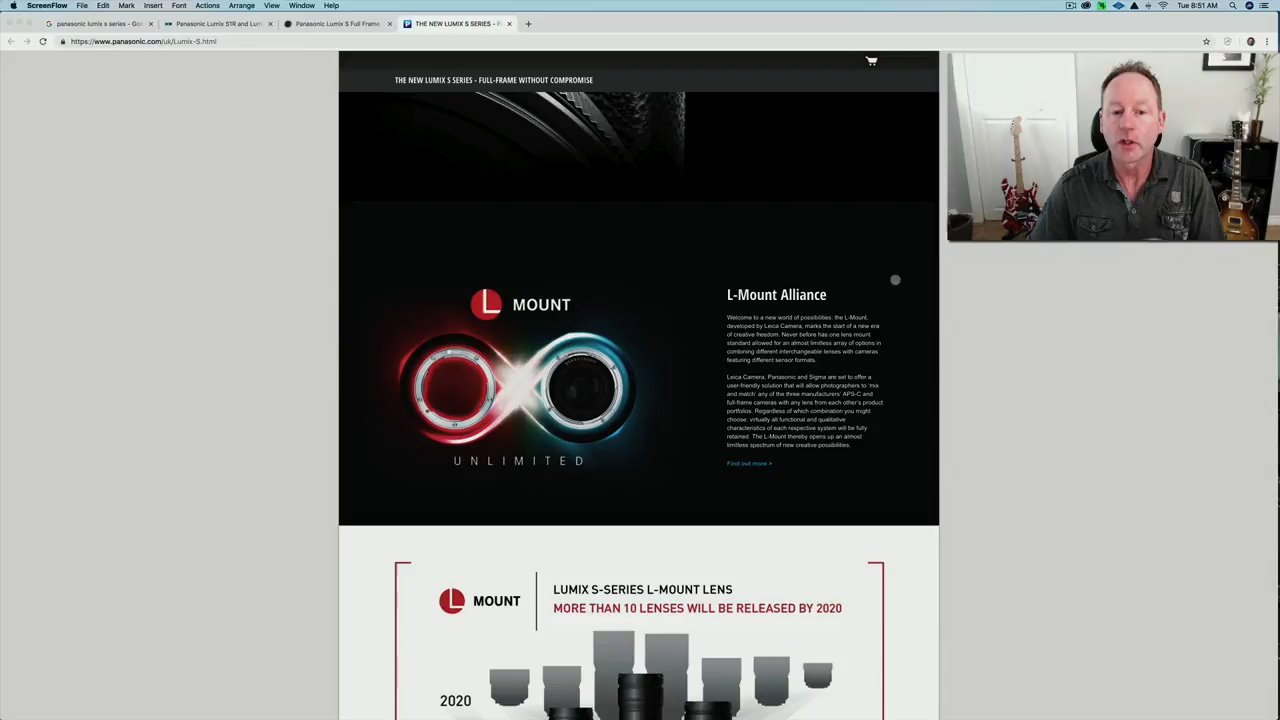 ScreenFlow File Edit Mark Insert Font Actions Arrange View Window Help Tue 8:51 AM
panasonic lumix s series - Goo
Panasonic Lumix S1R and Lum
Panasonic Lumix S Full Frame
THE NEW LUMIX S SERIES - F
https://www.panasonic.com/uk/Lumix-S.html
THE NEW LUMIX S SERIES - FULL-FRAME WITHOUT COMPROMISE
L MOUNT
UNLIMITED
L-Mount Alliance
Welcome to a new world of possibilities. the L-Mount,
developed by Leica Camera, marks the start of a new era
of creative freedom. Never before has one lens mount
standard allowed for an almost limitless array of options in
combining different interchangeable lenses with cameras
featuring different sensor formats.
Leica Camera, Panasonic and Sigma are set to offer a
user-friendly solution that will allow photographers to 'mix
and match' any of the three manufacturers' APS-C and
full-frame cameras with any lens from each other's product
portfolios. Regardless of which combination you might
choose, virtually all functional and qualitative
characteristics of each respective system will be fully
retained. The L-Mount thereby opens up an almost
limitless spectrum of new creative possibilities.
Find out more >
L MOUNT
LUMIX S-SERIES L-MOUNT LENS
MORE THAN 10 LENSES WILL BE RELEASED BY 2020
2020